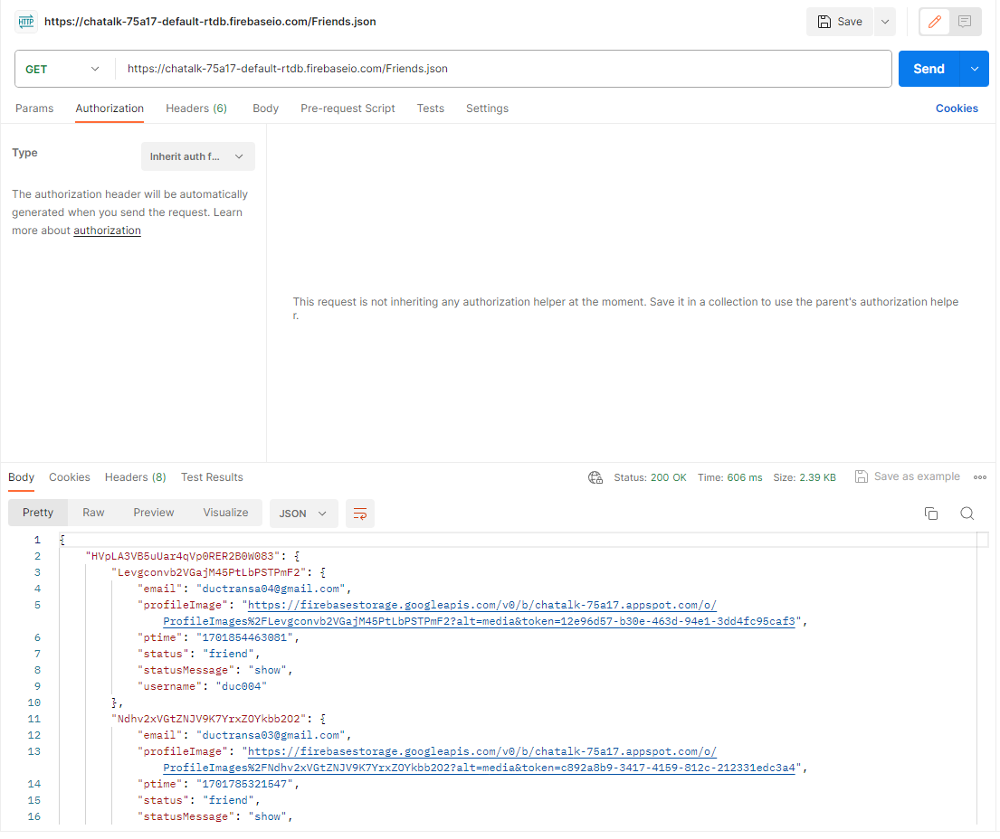 HTTP https://chatalk-75a17-default-rtdb.firebaseio.com/Friends.json Save
GET https://chatalk-75a17-default-rtdb.firebaseio.com/Friends.json Send
Params Authorization Headers (6) Body Pre-request Script Tests Settings Cookies
Type Inherit auth f...
The authorization header will be automatically
generated when you send the request. Learn
more about authorization
This request is not inheriting any authorization helper at the moment. Save it in a collection to use the parent's authorization helpe
r.
Body Cookies Headers (8) Test Results Status: 200 OK Time: 606 ms Size: 2.39 KB Save as example
Pretty Raw Preview Visualize JSON
1 {
2 "HVpLA3VB5uUar4qVp0RER2B0W083": {
3 "Levgconvb2VGajM45PtLbPSTPmF2": {
4 "email": "ductransa04@gmail.com",
5 "profileImage": "https://firebasestorage.googleapis.com/v0/b/chatalk-75a17.appspot.com/o/
ProfileImages%2FLevgconvb2VGajM45PtLbPSTPmF2?alt=media&token=12e96d57-b30e-463d-94e1-3dd4fc95caf3",
6 "ptime": "1701854463081",
7 "status": "friend",
8 "statusMessage": "show",
9 "username": "duc004"
10 },
11 "Ndhv2xVGtZNJV9K7YrxZOYkbb2O2": {
12 "email": "ductransa03@gmail.com",
13 "profileImage": "https://firebasestorage.googleapis.com/v0/b/chatalk-75a17.appspot.com/o/
ProfileImages%2FNdhv2xVGtZNJV9K7YrxZOYkbb2O2?alt=media&token=c892a8b9-3417-4159-812c-212331edc3a4",
14 "ptime": "1701785321547",
15 "status": "friend",
16 "statusMessage": "show",